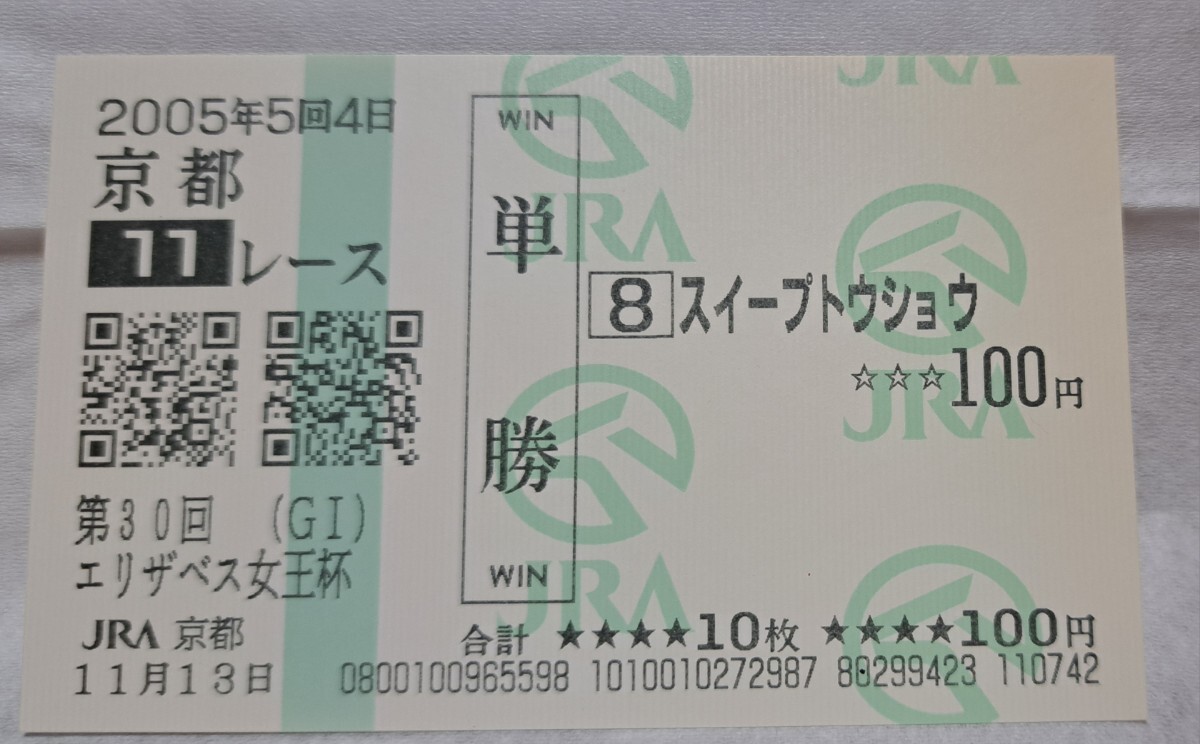 2005年5回4日
京都
11レース
第30回 (GI)
エリザベス女王杯
JRA 京都
11月13日
WIN
単勝
WIN
8 スイープトウショウ
☆☆☆100円
合計 ★★★★10枚 ★★★★100円
0800100965598 1010010272987 80299423 110742
JRA
JRA
JRA
JRA